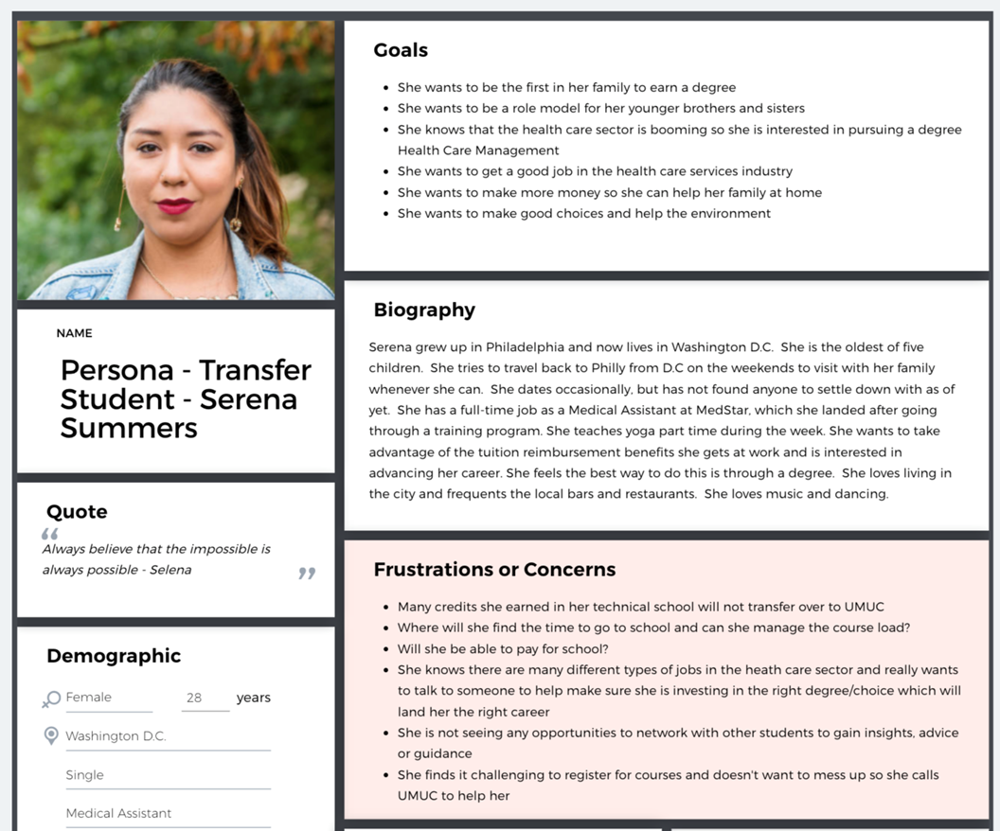 NAME
Persona - Transfer
Student - Serena
Summers
Quote
“
Always believe that the impossible is
always possible - Selena
”
Demographic
Female 28 years
Washington D.C.
Single
Medical Assistant
Goals
• She wants to be the first in her family to earn a degree
• She wants to be a role model for her younger brothers and sisters
• She knows that the health care sector is booming so she is interested in pursuing a degree
Health Care Management
• She wants to get a good job in the health care services industry
• She wants to make more money so she can help her family at home
• She wants to make good choices and help the environment
Biography
Serena grew up in Philadelphia and now lives in Washington D.C. She is the oldest of five
children. She tries to travel back to Philly from D.C on the weekends to visit with her family
whenever she can. She dates occasionally, but has not found anyone to settle down with as of
yet. She has a full-time job as a Medical Assistant at MedStar, which she landed after going
through a training program. She teaches yoga part time during the week. She wants to take
advantage of the tuition reimbursement benefits she gets at work and is interested in
advancing her career. She feels the best way to do this is through a degree. She loves living in
the city and frequents the local bars and restaurants. She loves music and dancing.
Frustrations or Concerns
• Many credits she earned in her technical school will not transfer over to UMUC
• Where will she find the time to go to school and can she manage the course load?
• Will she be able to pay for school?
• She knows there are many different types of jobs in the heath care sector and really wants
to talk to someone to help make sure she is investing in the right degree/choice which will
land her the right career
• She is not seeing any opportunities to network with other students to gain insights, advice
or guidance
• She finds it challenging to register for courses and doesn't want to mess up so she calls
UMUC to help her